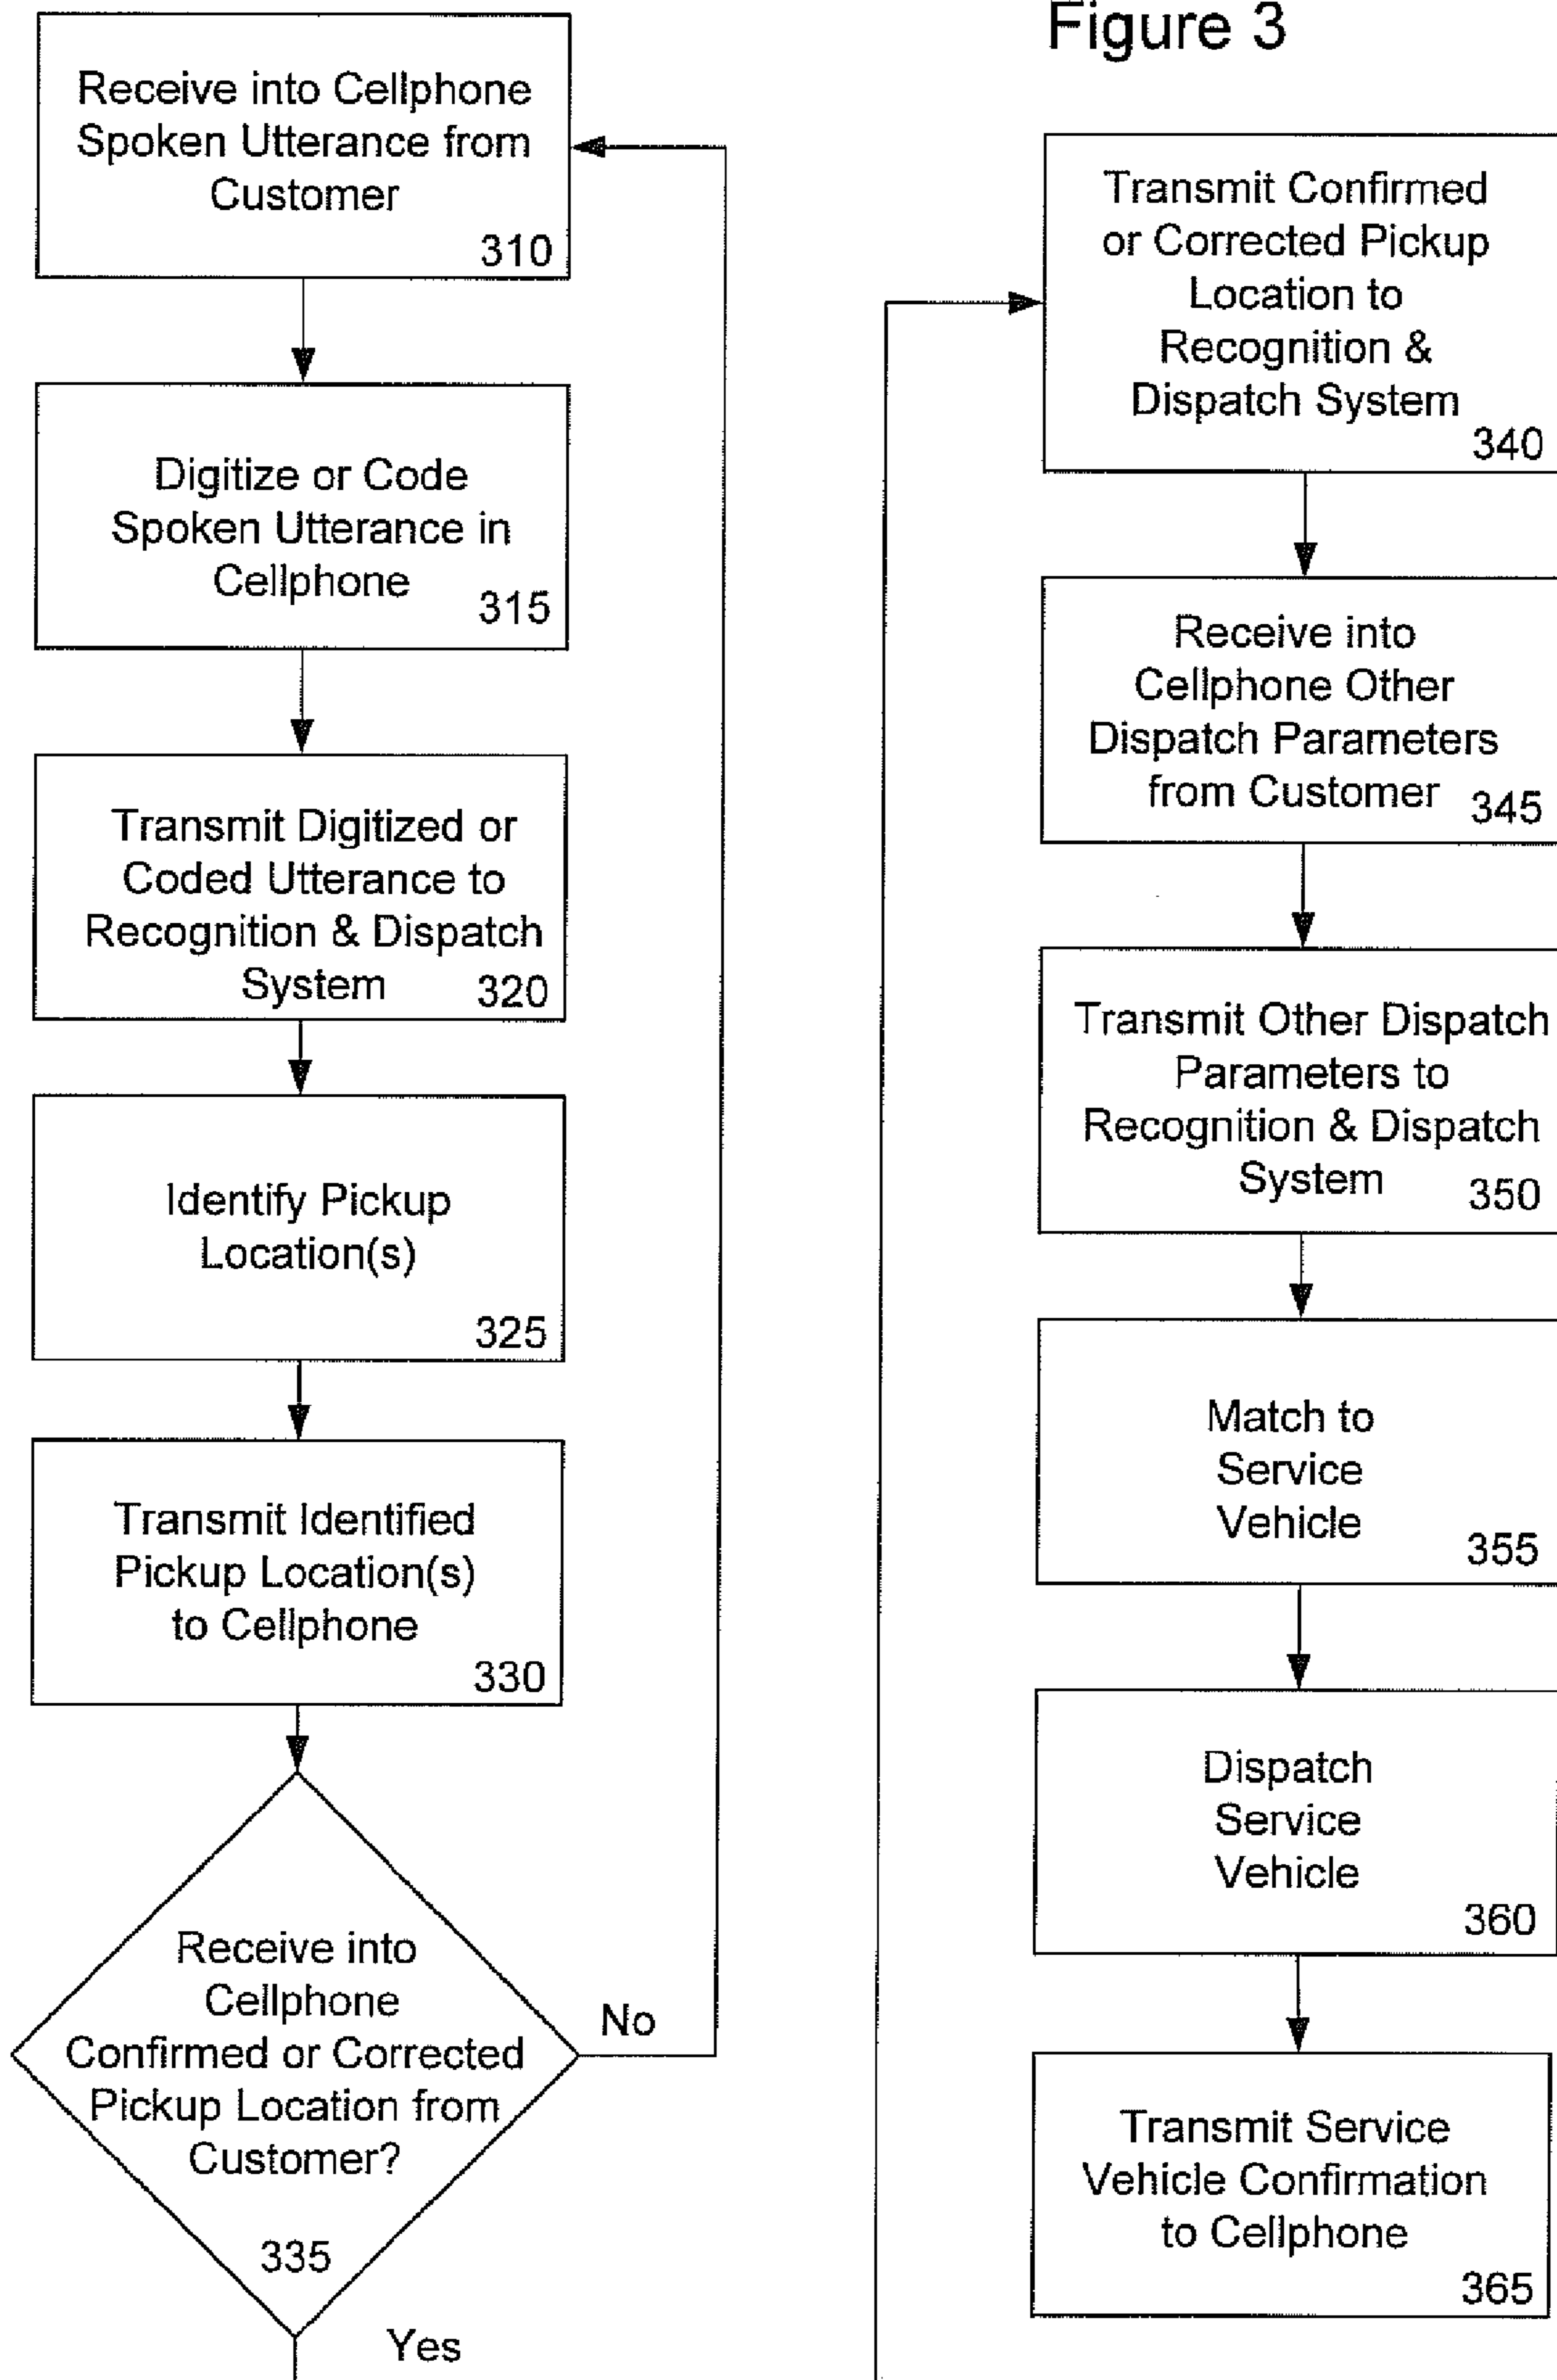 Figure 3
Receive into Cellphone
Spoken Utterance from
Customer
310
Digitize or Code
Spoken Utterance in
Cellphone
315
Transmit Digitized or
Coded Utterance to
Recognition & Dispatch
System
320
Identify Pickup
Location(s)
325
Transmit Identified
Pickup Location(s)
to Cellphone
330
Receive into
Cellphone
Confirmed or Corrected
Pickup Location from
Customer?
335
No
Yes
Transmit Confirmed
or Corrected Pickup
Location to
Recognition &
Dispatch System
340
Receive into
Cellphone Other
Dispatch Parameters
from Customer
345
Transmit Other Dispatch
Parameters to
Recognition & Dispatch
System
350
Match to
Service
Vehicle
355
Dispatch
Service
Vehicle
360
Transmit Service
Vehicle Confirmation
to Cellphone
365